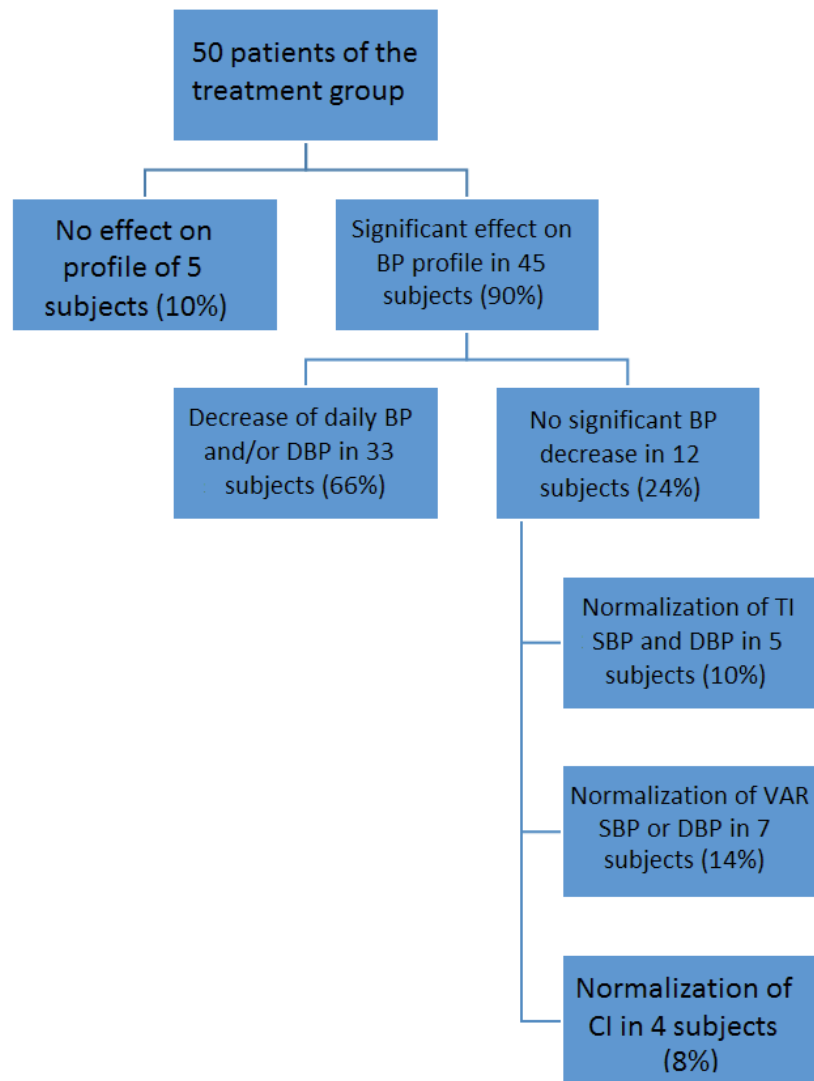 50 patients of the
treatment group
No effect on
profile of 5
subjects (10%)
Significant effect on
BP profile in 45
subjects (90%)
Decrease of daily BP
and/or DBP in 33
subjects (66%)
No significant BP
decrease in 12
subjects (24%)
Normalization of TI
SBP and DBP in 5
subjects (10%)
Normalization of VAR
SBP or DBP in 7
subjects (14%)
Normalization of
CI in 4 subjects
(8%)